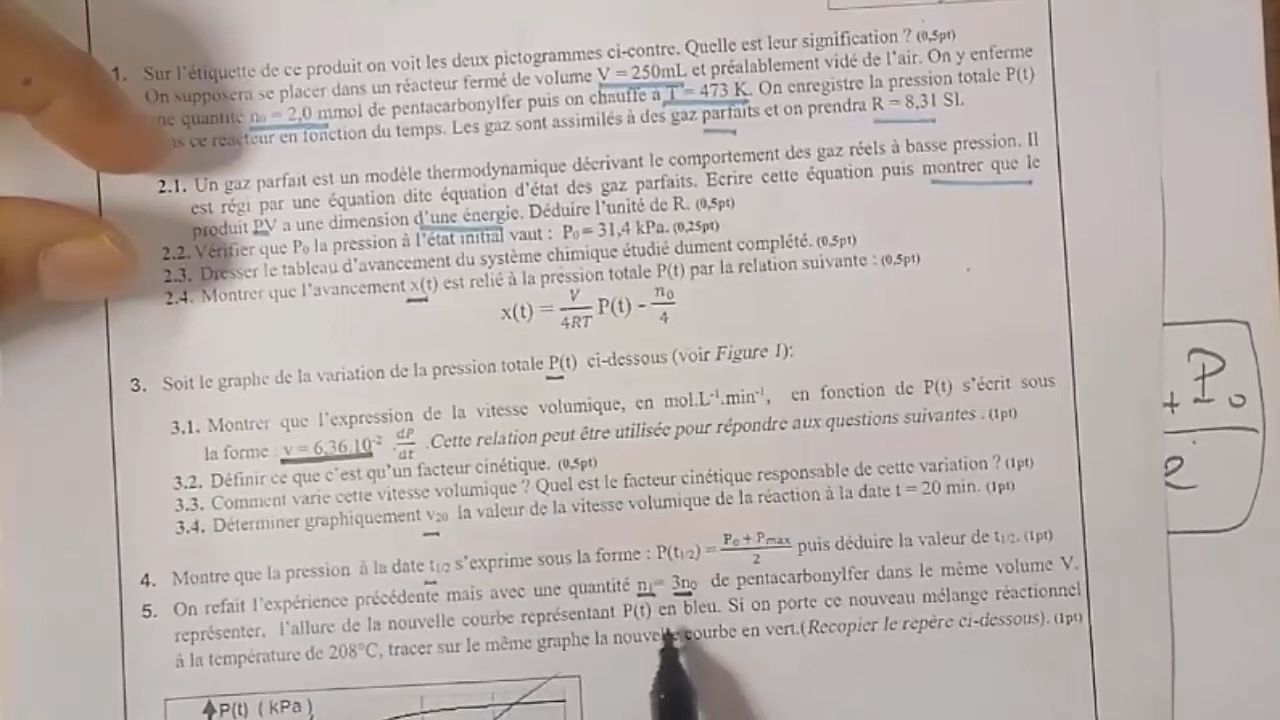 1. Sur l'étiquette de ce produit on voit les deux pictogrammes ci-contre. Quelle est leur signification ? (0,5pt)
On supposera se placer dans un réacteur fermé de volume V = 250mL et préalablement vidé de l'air. On y enferme
ne quantité n₀ = 2,0 mmol de pentacarbonylfer puis on chauffe à T = 473 K. On enregistre la pression totale P(t)
ns ce reacteur en fonction du temps. Les gaz sont assimilés à des gaz parfaits et on prendra R = 8,31 SI.
2.1. Un gaz parfait est un modèle thermodynamique décrivant le comportement des gaz réels à basse pression. Il
est régi par une équation dite équation d'état des gaz parfaits. Ecrire cette équation puis montrer que le
produit PV a une dimension d'une énergie. Déduire l'unité de R. (0,5pt)
2.2. Vérifier que P₀ la pression à l'état initial vaut : P₀ = 31,4 kPa. (0,25pt)
2.3. Dresser le tableau d'avancement du système chimique étudié dument complété. (0,5pt)
2.4. Montrer que l'avancement x(t) est relié à la pression totale P(t) par la relation suivante : (0,5pt)
x(t) = V/4RT P(t) - n₀/4
3. Soit le graphe de la variation de la pression totale P(t) ci-dessous (voir Figure 1):
3.1. Montrer que l'expression de la vitesse volumique, en mol.L⁻¹.min⁻¹, en fonction de P(t) s'écrit sous
la forme : v = 6,36.10⁻² . dP/dt .Cette relation peut être utilisée pour répondre aux questions suivantes . (1pt)
3.2. Définir ce que c'est qu'un facteur cinétique. (0,5pt)
3.3. Comment varie cette vitesse volumique ? Quel est le facteur cinétique responsable de cette variation ? (1pt)
3.4. Déterminer graphiquement v₂₀ la valeur de la vitesse volumique de la réaction à la date t = 20 min. (1pt)
4. Montre que la pression à la date t₁/₂ s'exprime sous la forme : P(t₁/₂) = P₀ + Pmax/2 puis déduire la valeur de t₁/₂. (1pt)
5. On refait l'expérience précédente mais avec une quantité n₁= 3n₀ de pentacarbonylfer dans le même volume V.
représenter, l'allure de la nouvelle courbe représentant P(t) en bleu. Si on porte ce nouveau mélange réactionnel
à la température de 208°C, tracer sur le même graphe la nouvelle courbe en vert.(Recopier le repère ci-dessous). (1pt)
P(t) ( kPa )
+ P₀
2